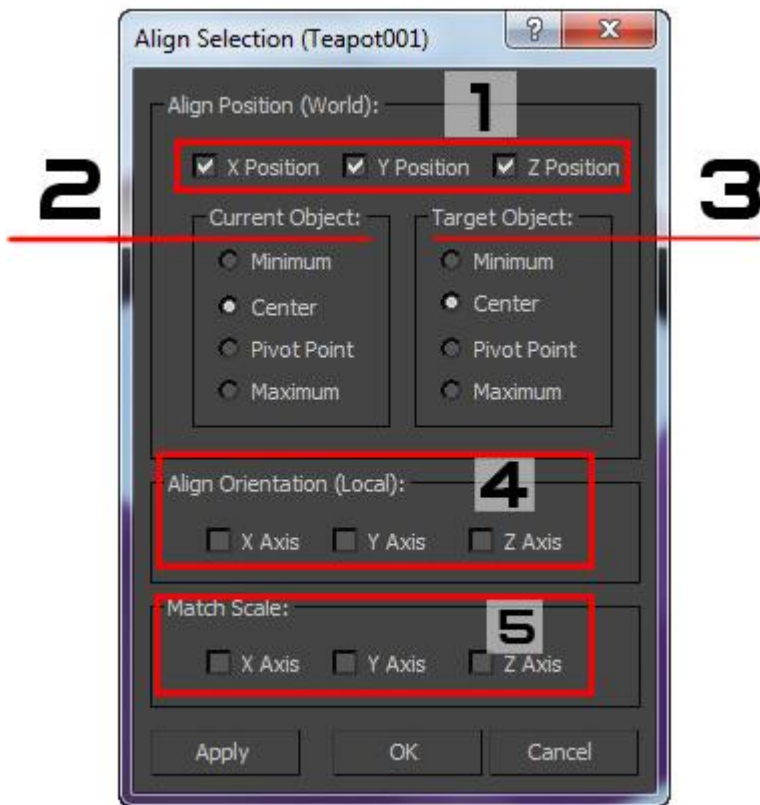 Align Selection (Teapot001)
?
X
1
Align Position (World):
X Position Y Position Z Position
2
3
Current Object: Target Object:
Minimum Minimum
Center Center
Pivot Point Pivot Point
Maximum Maximum
4
Align Orientation (Local):
X Axis Y Axis Z Axis
5
Match Scale:
X Axis Y Axis Z Axis
Apply OK Cancel